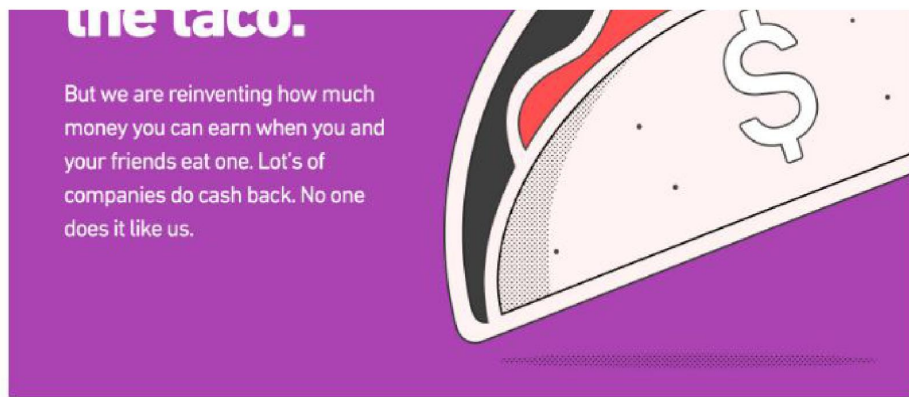 the taco.
But we are reinventing how much
money you can earn when you and
your friends eat one. Lot's of
companies do cash back. No one
does it like us.
$